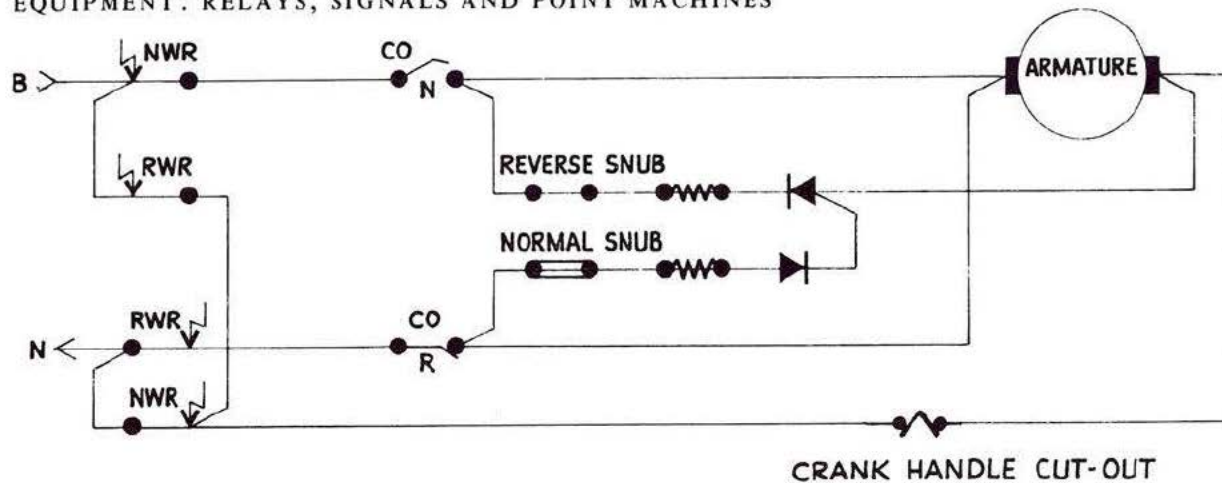 EQUIPMENT: RELAYS, SIGNALS AND POINT MACHINES
NWR
CO
B
N
ARMATURE
RWR
REVERSE SNUB
NORMAL SNUB
RWR
CO
N
R
NWR
CRANK HANDLE CUT-OUT